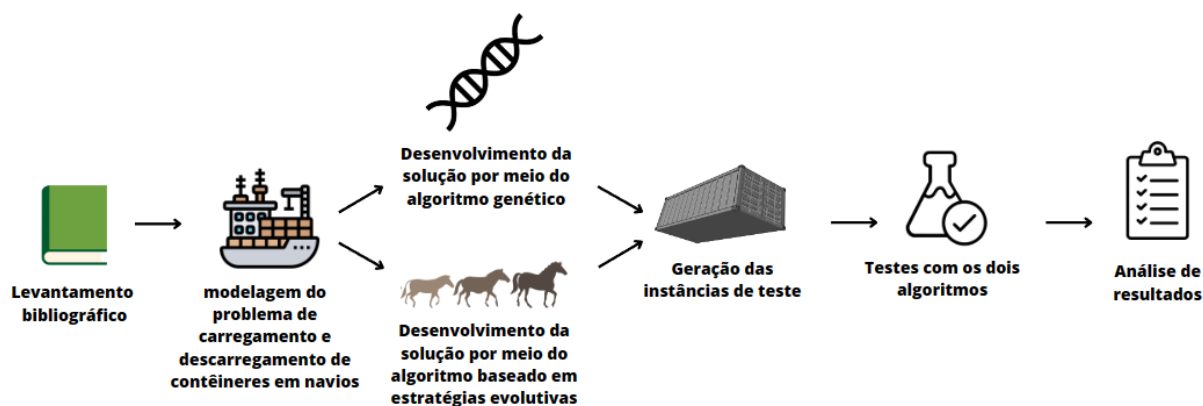 Levantamento
bibliográfico
modelagem do
problema de
carregamento e
descarregamento de
contêineres em navios
Desenvolvimento da
solução por meio do
algoritmo genético
Desenvolvimento da
solução por meio do
algoritmo baseado em
estratégias evolutivas
Geração das
instâncias de teste
Testes com os dois
algoritmos
Análise de
resultados